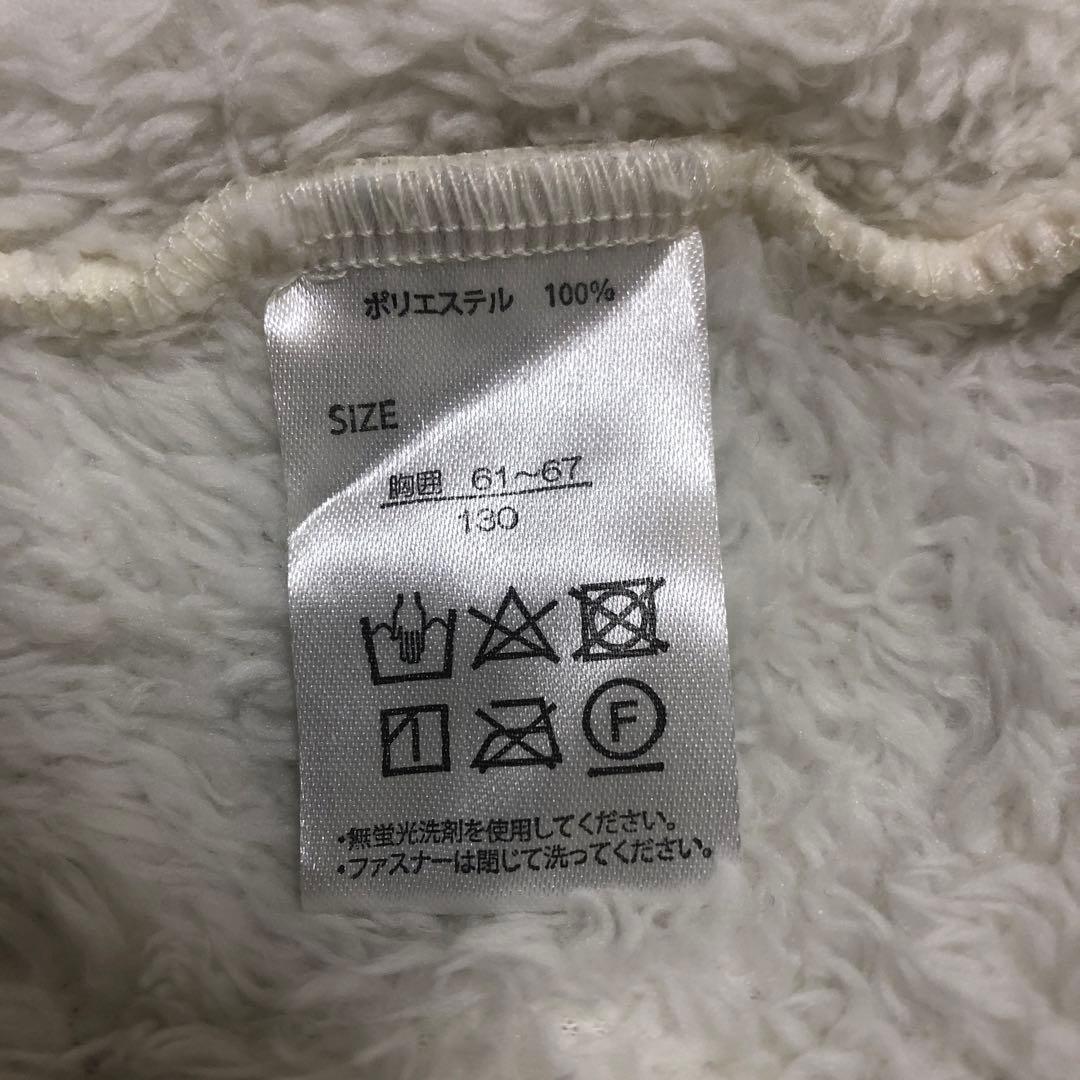 ポリエステル 100%
SIZE
胸囲 61～67
130
F
・無蛍光洗剤を使用してください。
・ファスナーは閉じて洗ってください。